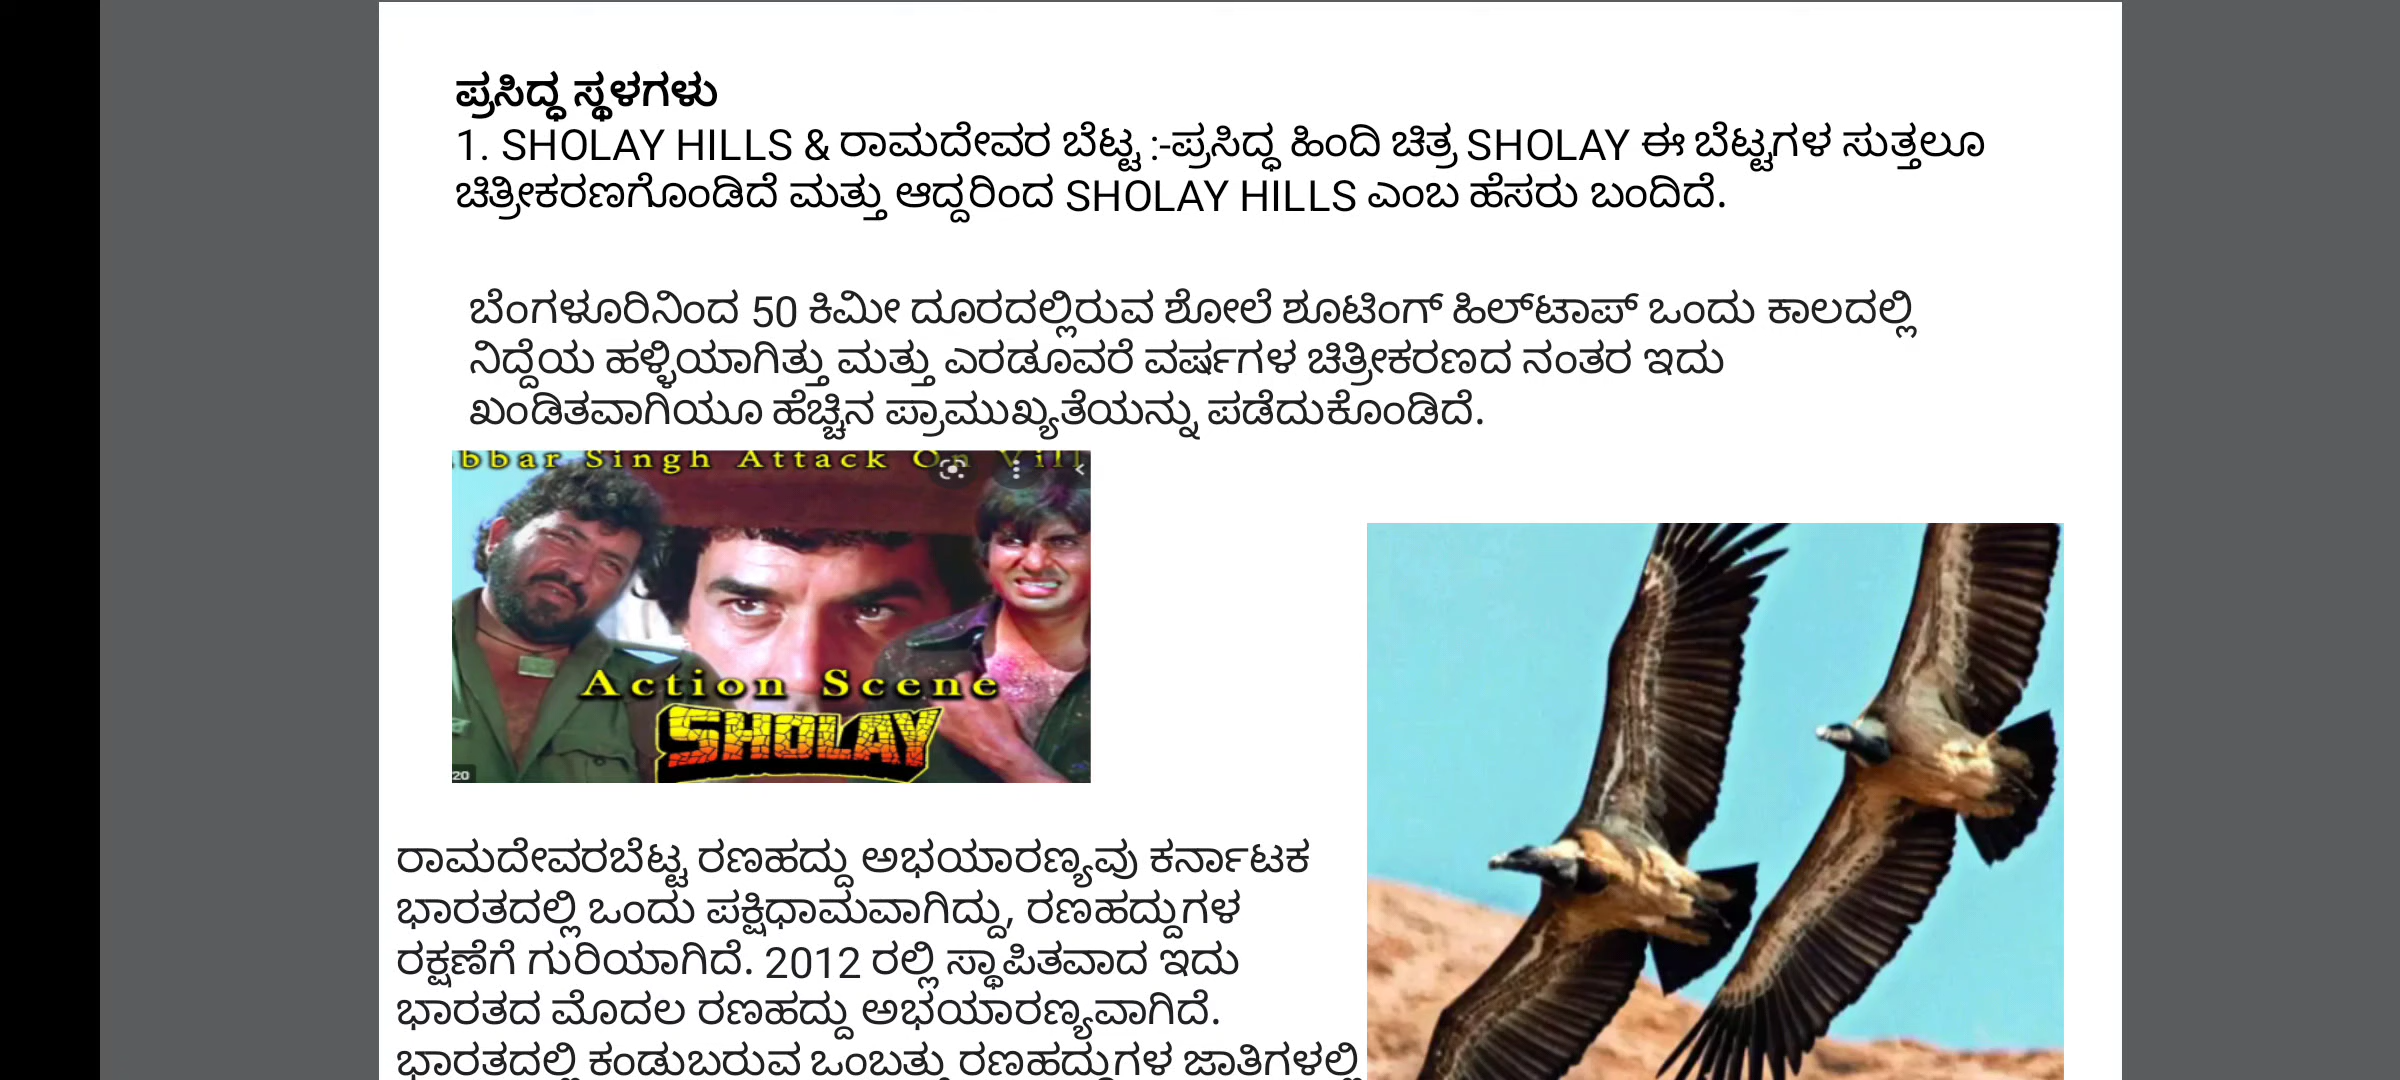 ಪ್ರಸಿದ್ಧ ಸ್ಥಳಗಳು
1. SHOLAY HILLS & ರಾಮದೇವರ ಬೆಟ್ಟ :-ಪ್ರಸಿದ್ಧ ಹಿಂದಿ ಚಿತ್ರ SHOLAY ಈ ಬೆಟ್ಟಗಳ ಸುತ್ತಲೂ
ಚಿತ್ರೀಕರಣಗೊಂಡಿದೆ ಮತ್ತು ಆದ್ದರಿಂದ SHOLAY HILLS ಎಂಬ ಹೆಸರು ಬಂದಿದೆ.
ಬೆಂಗಳೂರಿನಿಂದ 50 ಕಿಮೀ ದೂರದಲ್ಲಿರುವ ಶೋಲೆ ಶೂಟಿಂಗ್ ಹಿಲ್‌ಟಾಪ್ ಒಂದು ಕಾಲದಲ್ಲಿ
ನಿದ್ದೆಯ ಹಳ್ಳಿಯಾಗಿತ್ತು ಮತ್ತು ಎರಡೂವರೆ ವರ್ಷಗಳ ಚಿತ್ರೀಕರಣದ ನಂತರ ಇದು
ಖಂಡಿತವಾಗಿಯೂ ಹೆಚ್ಚಿನ ಪ್ರಾಮುಖ್ಯತೆಯನ್ನು ಪಡೆದುಕೊಂಡಿದೆ.
bbar Singh Attack On Vill
Action Scene
SHOLAY
20
ರಾಮದೇವರಬೆಟ್ಟ ರಣಹದ್ದು ಅಭಯಾರಣ್ಯವು ಕರ್ನಾಟಕ
ಭಾರತದಲ್ಲಿ ಒಂದು ಪಕ್ಷಿಧಾಮವಾಗಿದ್ದು, ರಣಹದ್ದುಗಳ
ರಕ್ಷಣೆಗೆ ಗುರಿಯಾಗಿದೆ. 2012 ರಲ್ಲಿ ಸ್ಥಾಪಿತವಾದ ಇದು
ಭಾರತದ ಮೊದಲ ರಣಹದ್ದು ಅಭಯಾರಣ್ಯವಾಗಿದೆ.
ಭಾರತದಲ್ಲಿ ಕಂಡುಬರುವ ಒಂಬತ್ತು ರಣಹದ್ದುಗಳ ಜಾತಿಗಳಲ್ಲಿ